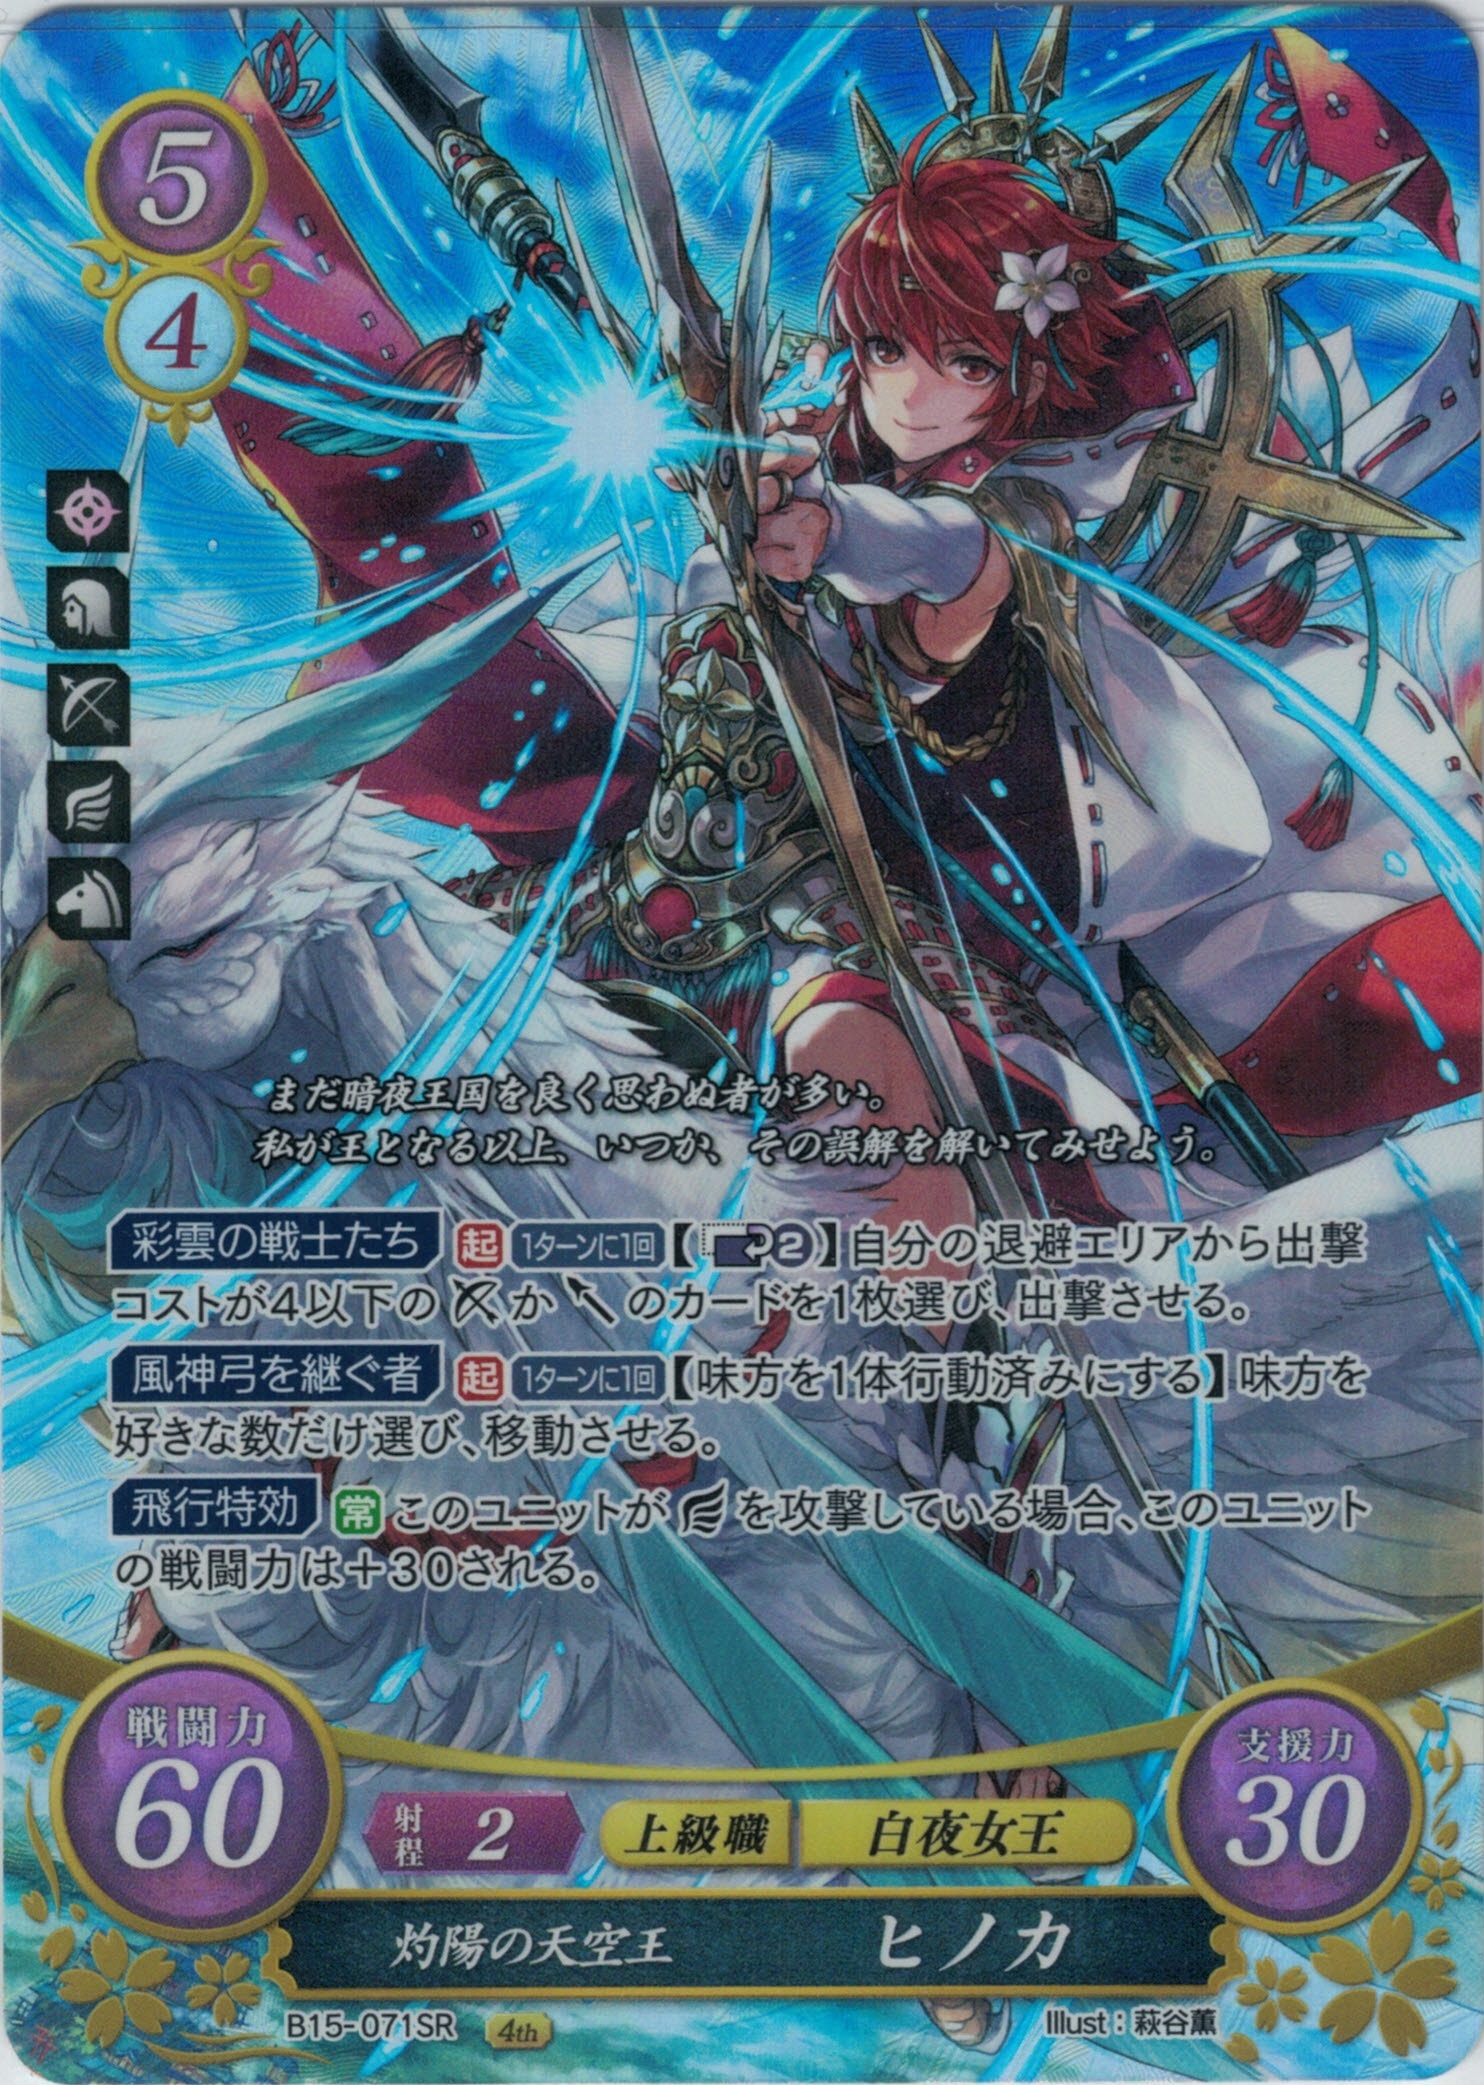 5
4
まだ暗夜王国を良く思わぬ者が多い。
私が王となる以上、いつか、その誤解を解いてみせよう。
彩雲の戦士たち 起 1ターンに1回【2】自分の退避エリアから出撃
コストが4以下のかのカードを1枚選び、出撃させる。
風神弓を継ぐ者 起 1ターンに1回【味方を1体行動済みにする】味方を
好きな数だけ選び、移動させる。
飛行特効 常 このユニットがを攻撃している場合、このユニット
の戦闘力は+30される。
戦闘力
60
射程 2
上級職 白夜女王
支援力
30
灼陽の天空王 ヒノカ
B15-071SR 4th Illust:萩谷薫